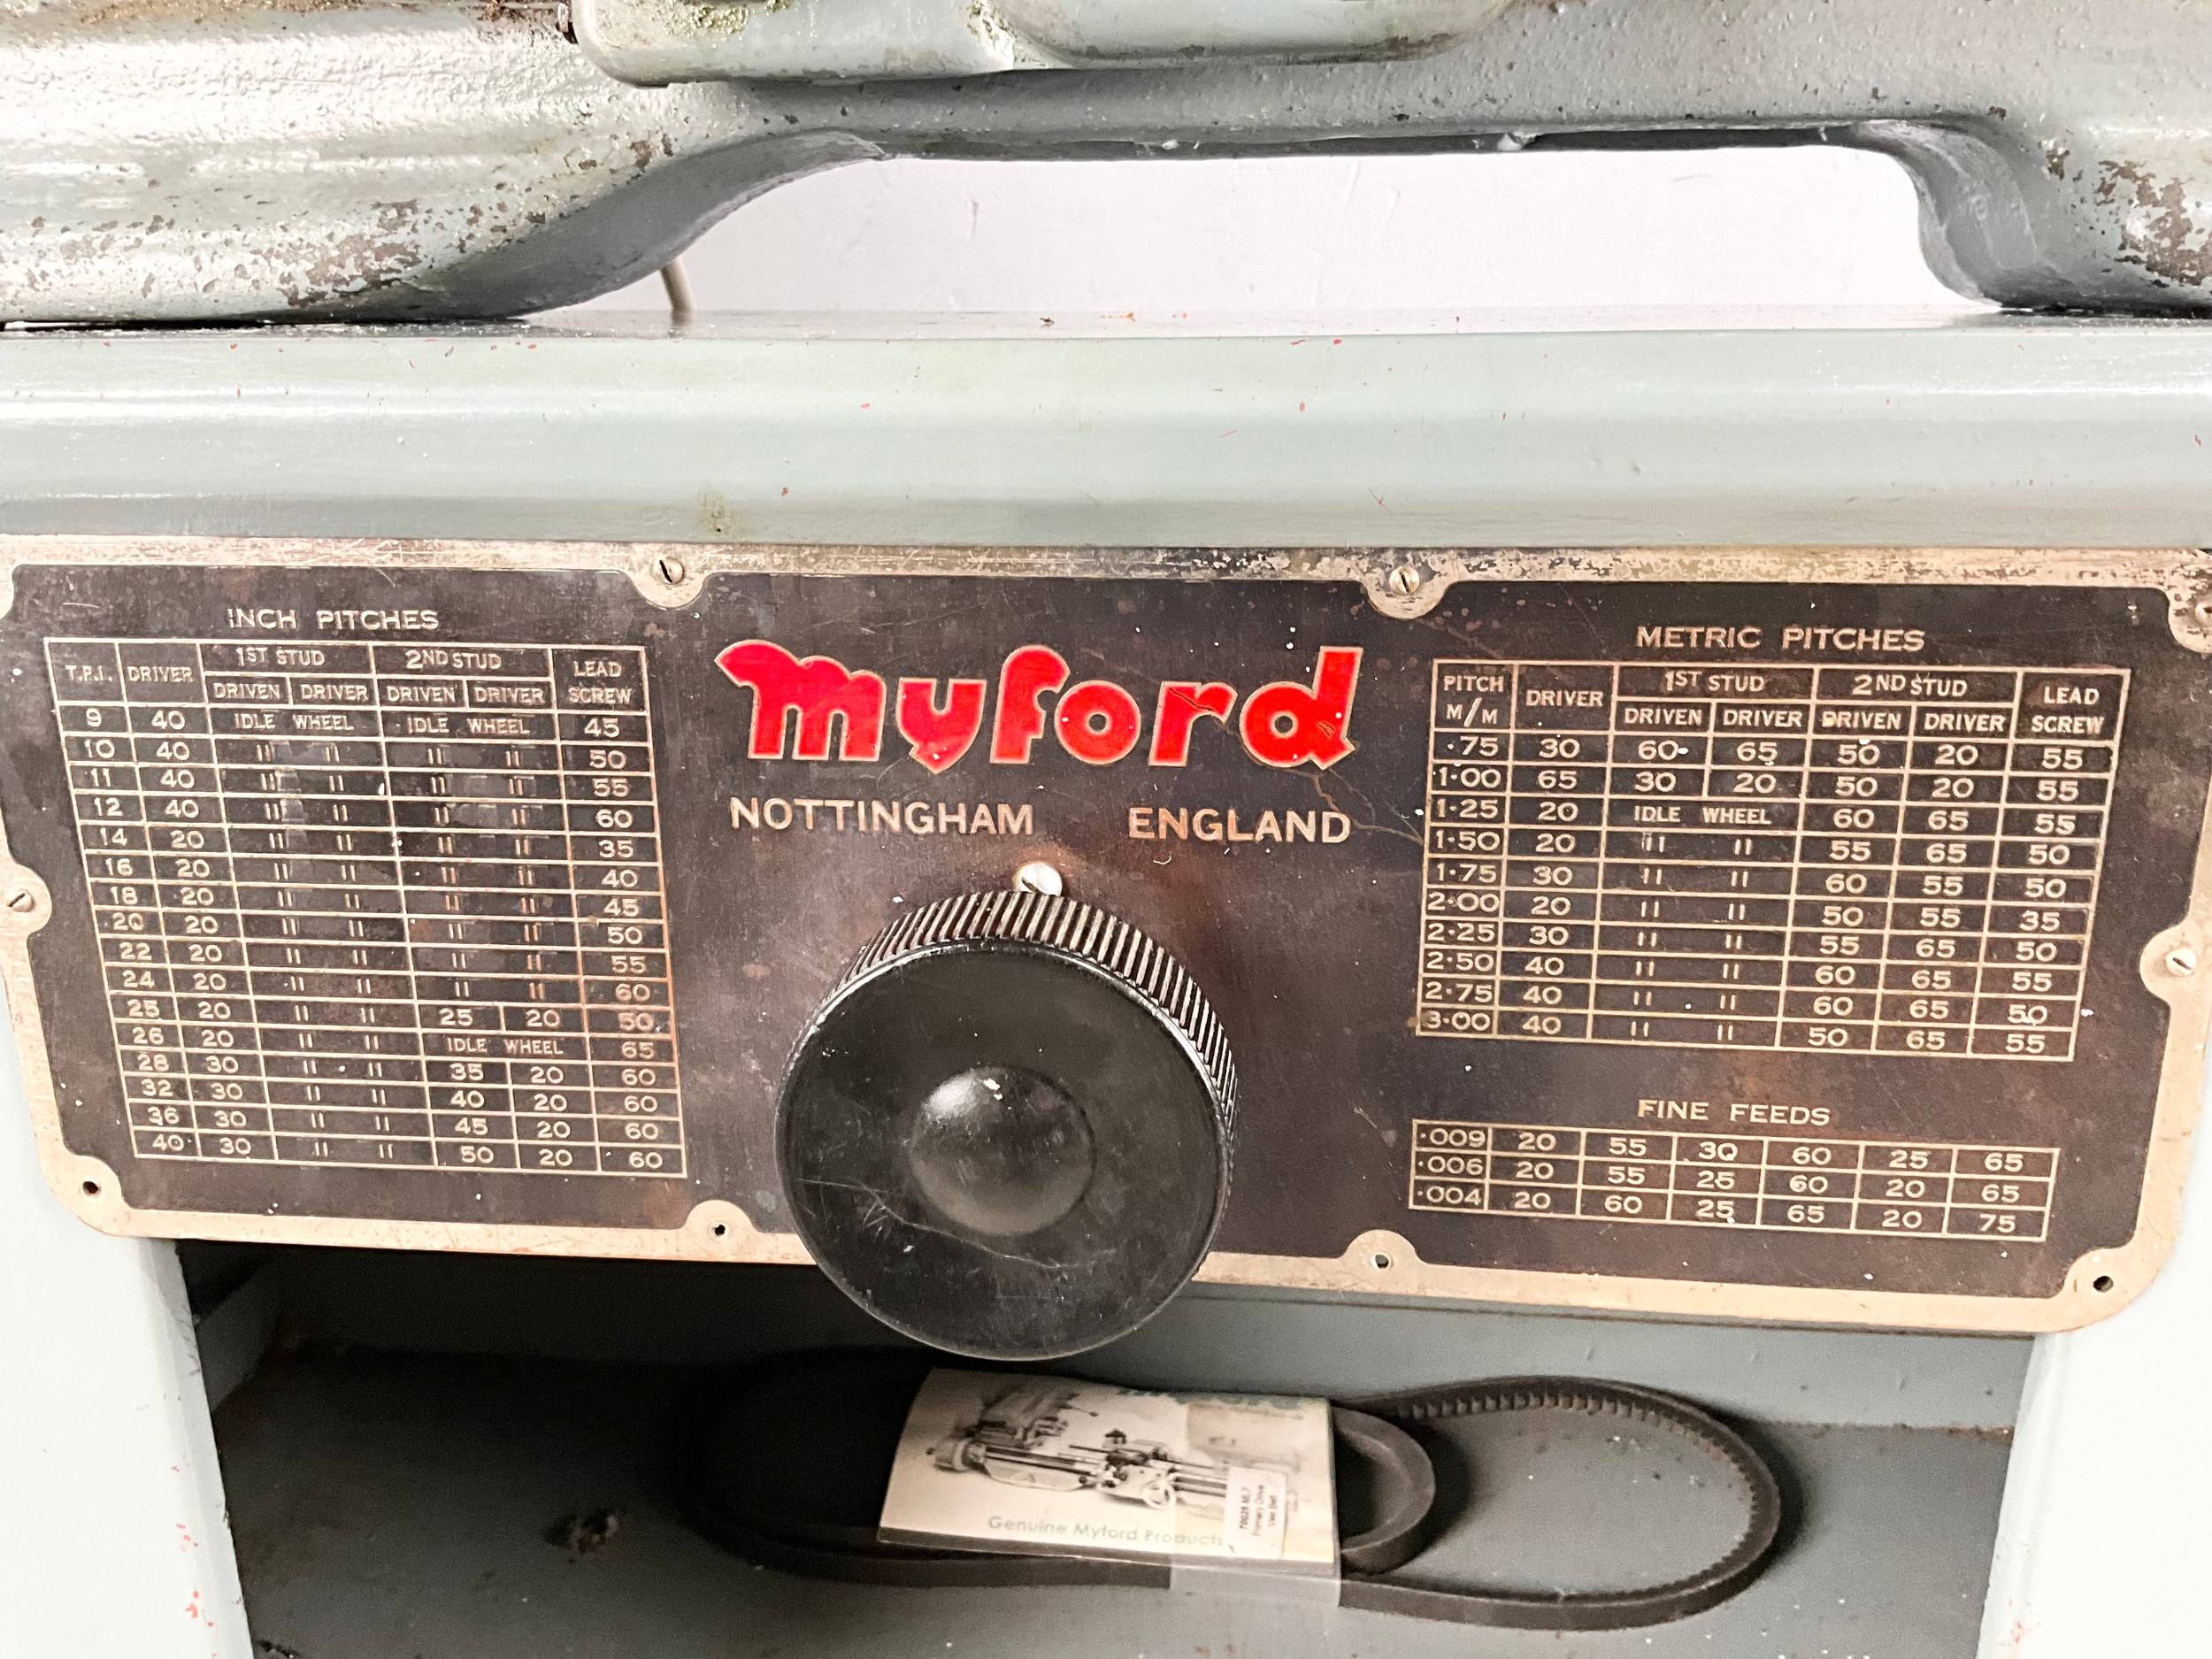 INCH PITCHES
T.P.I. DRIVER 1ST STUD 2ND STUD LEAD SCREW
DRIVEN DRIVER DRIVEN DRIVER
9 40 IDLE WHEEL IDLE WHEEL 45
10 40 " " " " 50
11 40 " " " " 55
12 40 " " " " 60
14 20 " " " " 35
16 20 " " " " 40
18 20 " " " " 45
20 20 " " " " 50
22 20 " " " " 55
24 20 " " " " 60
25 20 " " 25 20 50
26 20 " " IDLE WHEEL 65
28 30 " " 35 20 60
32 30 " " 40 20 60
36 30 " " 45 20 60
40 30 " " 50 20 60
myford
NOTTINGHAM ENGLAND
METRIC PITCHES
PITCH M/M DRIVER 1ST STUD 2ND STUD LEAD SCREW
DRIVEN DRIVER DRIVEN DRIVER
·75 30 60 65 50 20 55
1·00 65 30 20 50 20 55
1·25 20 IDLE WHEEL 60 65 55
1·50 20 " " 55 65 50
1·75 30 " " 60 55 50
2·00 20 " " 50 55 35
2·25 30 " " 55 65 50
2·50 40 " " 60 65 55
2·75 40 " " 60 65 50
3·00 40 " " 50 65 55
FINE FEEDS
·009 20 55 30 60 25 65
·006 20 55 25 60 20 65
·004 20 60 25 65 20 75
Genuine Myford Products
70025 ML7
Primary Drive
Vee Belt